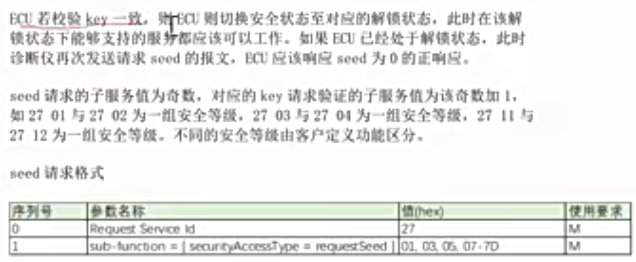 ECU 若校验 key 一致，则 ECU 则切换安全状态至对应的解锁状态，此时在该解
锁状态下能够支持的服务都应该可以工作。如果 ECU 已经处于解锁状态，此时
诊断仪再次发送请求 seed 的报文，ECU 应该响应 seed 为 0 的正响应。
seed 请求的子服务值为奇数，对应的 key 请求验证的子服务值为该奇数加 1，
如 27 01 与 27 02 为一组安全等级，27 03 与 27 04 为一组安全等级，27 11 与
27 12 为一组安全等级。不同的安全等级由客户定义功能区分。
seed 请求格式
序列号 参数名称 值(hex) 使用要求
0 Request Service Id 27 M
1 sub-function = [ securityAccessType = requestSeed ] 01, 03, 05, 07-7D M